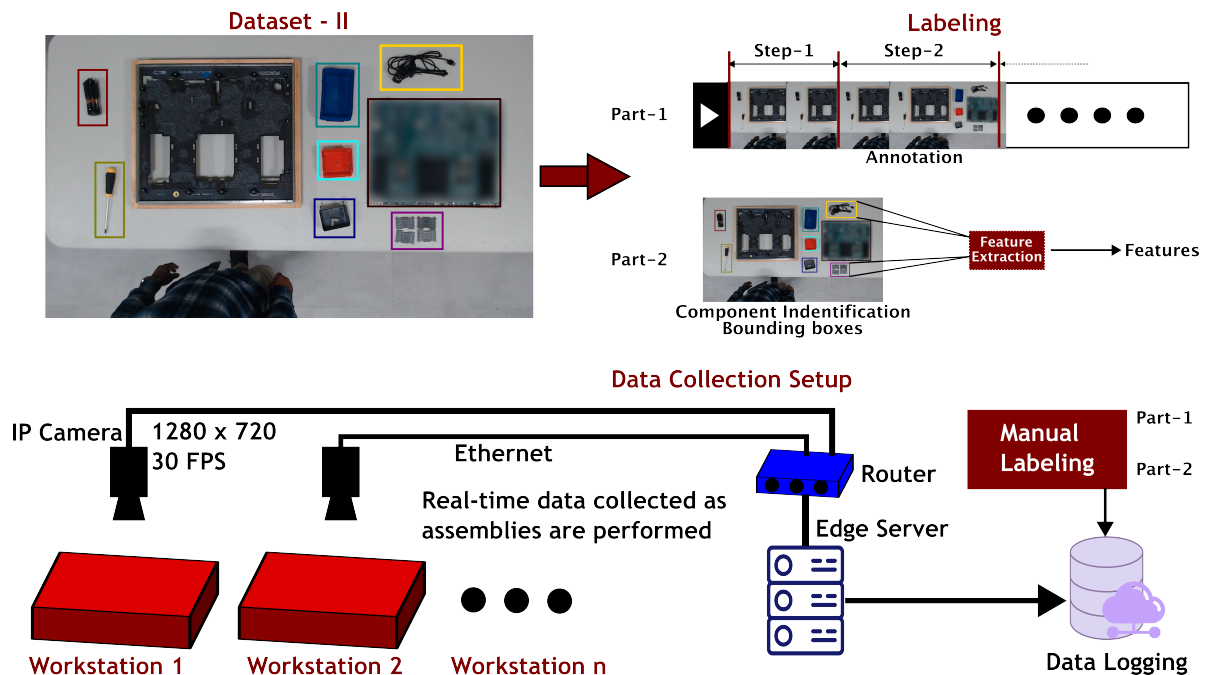 Dataset - II
Labeling
Step-1
Step-2
Part-1
Annotation
Part-2
Feature
Extraction
Features
Component Indentification
Bounding boxes
Data Collection Setup
IP Camera
1280 x 720
30 FPS
Ethernet
Real-time data collected as
assemblies are performed
Router
Edge Server
Manual
Labeling
Part-1
Part-2
Workstation 1
Workstation 2
Workstation n
Data Logging